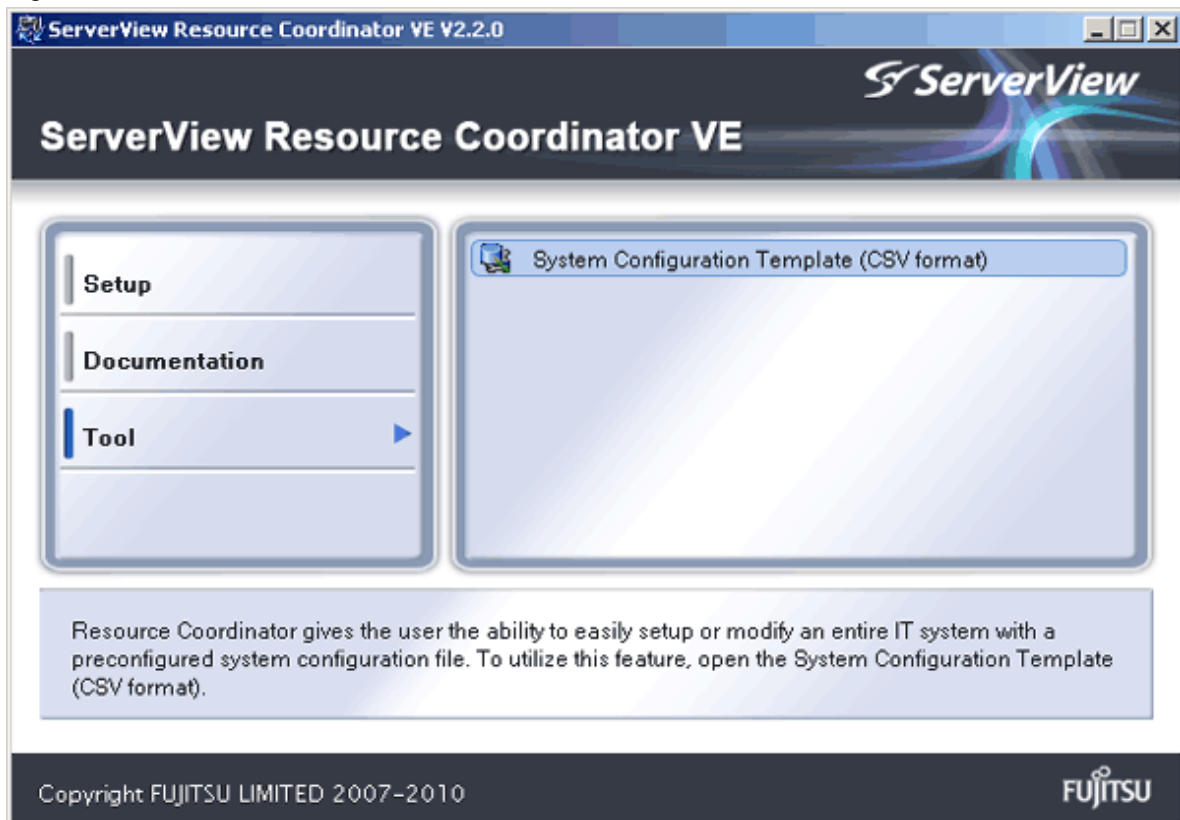 ServerView Resource Coordinator VE V2.2.0
ServerView
ServerView Resource Coordinator VE
Setup
Documentation
Tool
System Configuration Template (CSV format)
Resource Coordinator gives the user the ability to easily setup or modify an entire IT system with a
preconfigured system configuration file. To utilize this feature, open the System Configuration Template
(CSV format).
Copyright FUJITSU LIMITED 2007-2010
FUJITSU